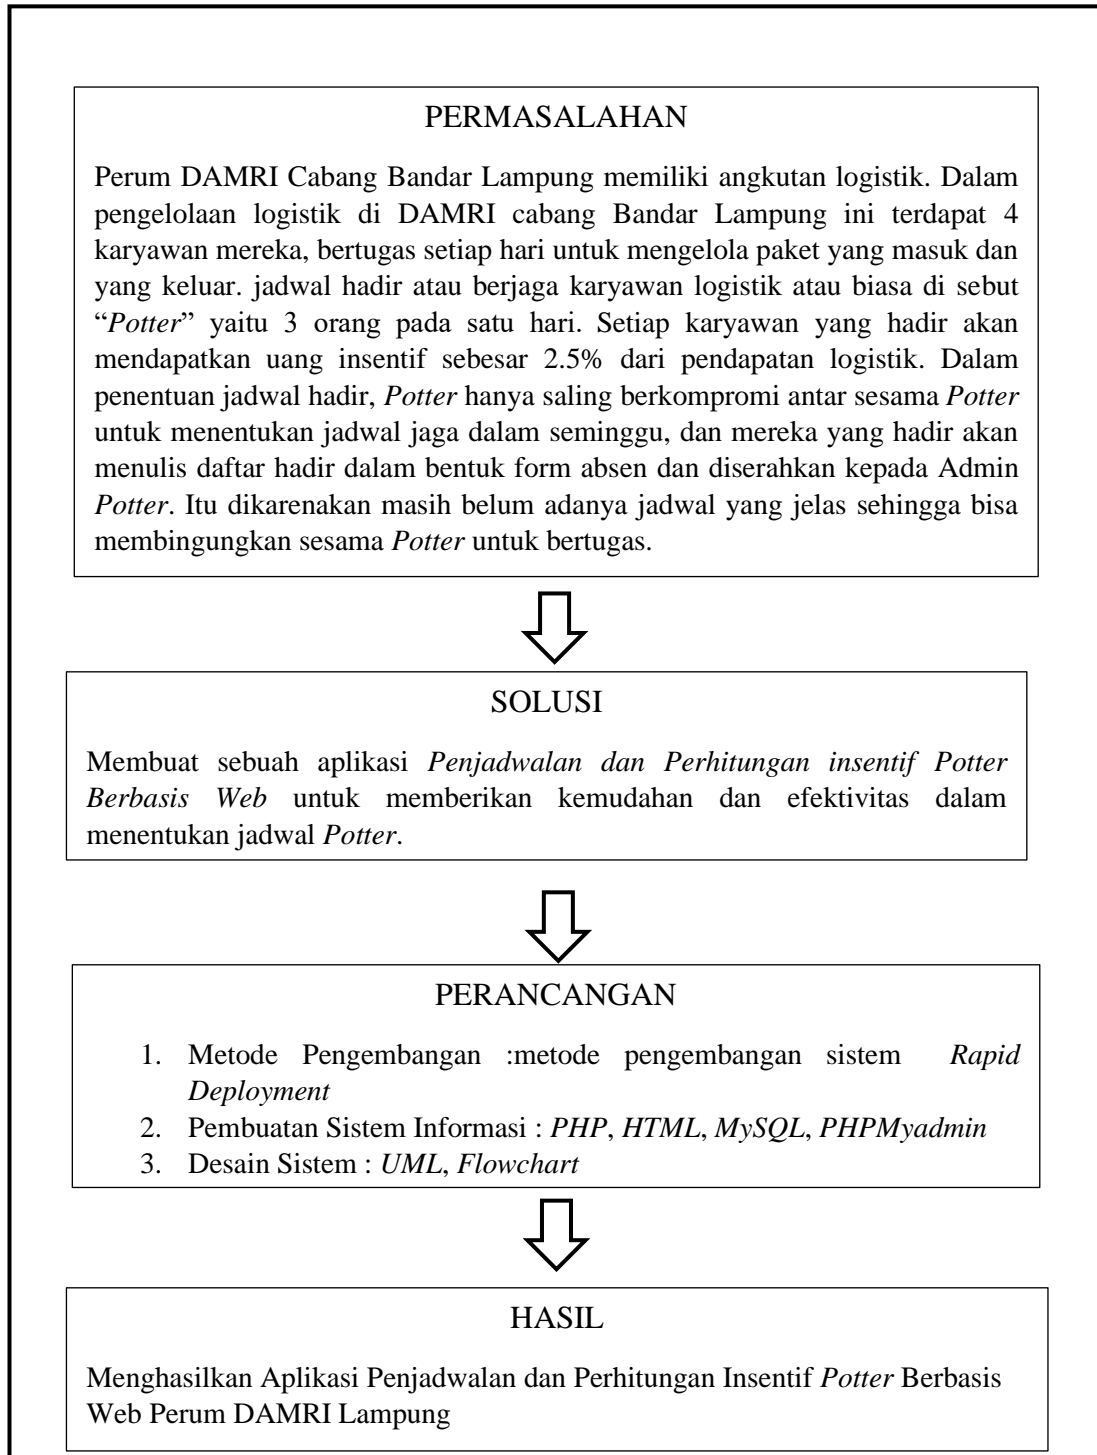 PERMASALAHAN
Perum DAMRI Cabang Bandar Lampung memiliki angkutan logistik. Dalam
pengelolaan logistik di DAMRI cabang Bandar Lampung ini terdapat 4
karyawan mereka, bertugas setiap hari untuk mengelola paket yang masuk dan
yang keluar. jadwal hadir atau berjaga karyawan logistik atau biasa di sebut
“Potter” yaitu 3 orang pada satu hari. Setiap karyawan yang hadir akan
mendapatkan uang insentif sebesar 2.5% dari pendapatan logistik. Dalam
penentuan jadwal hadir, Potter hanya saling berkompromi antar sesama Potter
untuk menentukan jadwal jaga dalam seminggu, dan mereka yang hadir akan
menulis daftar hadir dalam bentuk form absen dan diserahkan kepada Admin
Potter. Itu dikarenakan masih belum adanya jadwal yang jelas sehingga bisa
membingungkan sesama Potter untuk bertugas.
SOLUSI
Membuat sebuah aplikasi Penjadwalan dan Perhitungan insentif Potter
Berbasis Web untuk memberikan kemudahan dan efektivitas dalam
menentukan jadwal Potter.
PERANCANGAN
1. Metode Pengembangan :metode pengembangan sistem Rapid
Deployment
2. Pembuatan Sistem Informasi : PHP, HTML, MySQL, PHPMyadmin
3. Desain Sistem : UML, Flowchart
HASIL
Menghasilkan Aplikasi Penjadwalan dan Perhitungan Insentif Potter Berbasis
Web Perum DAMRI Lampung